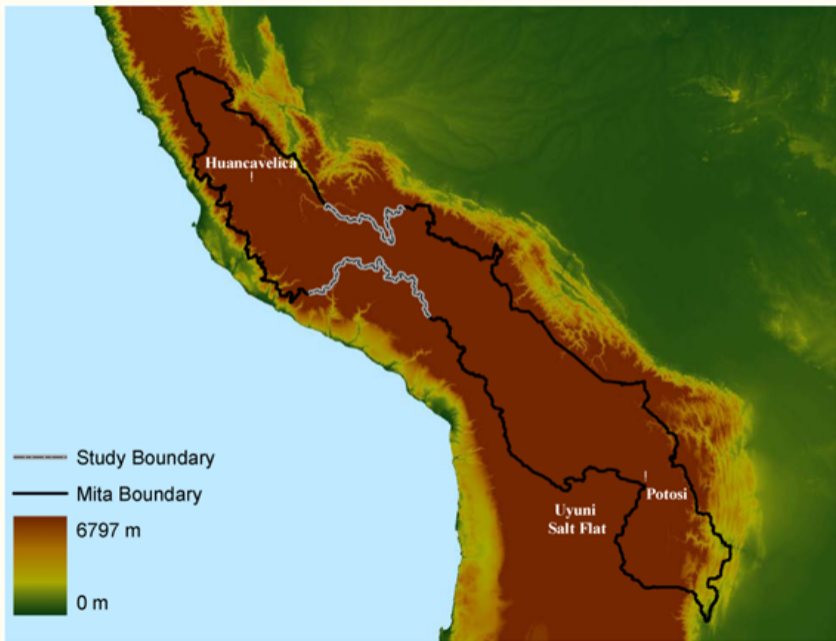 Huancavelica
Study Boundary
Mita Boundary
6797 m
0 m
Potosi
Uyuni
Salt Flat